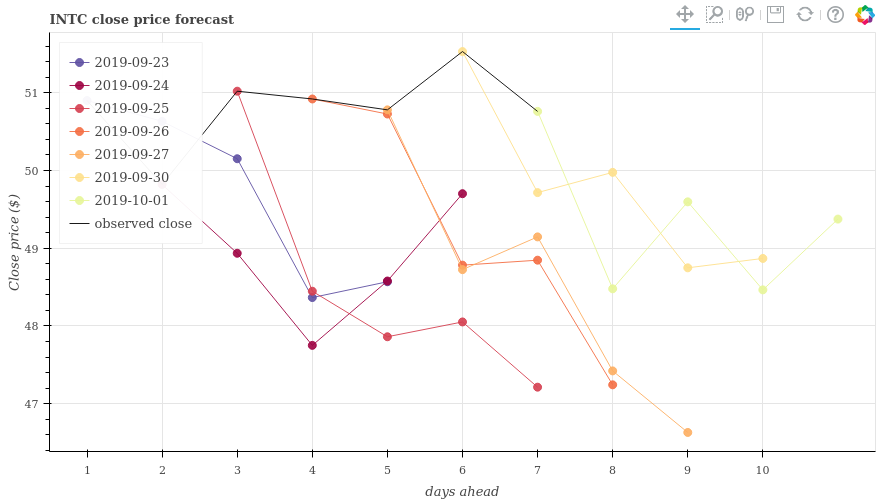 INTC close price forecast
2019-09-23
2019-09-24
2019-09-25
2019-09-26
2019-09-27
2019-09-30
2019-10-01
observed close
51
50
49
48
47
Close price ($)
1 2 3 4 5 6 7 8 9 10
days ahead